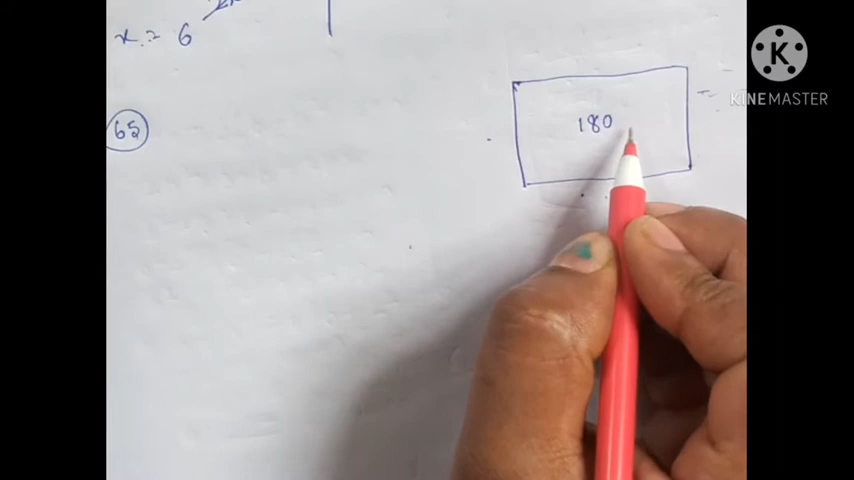 x = 6
65
180
K
KINEMASTER